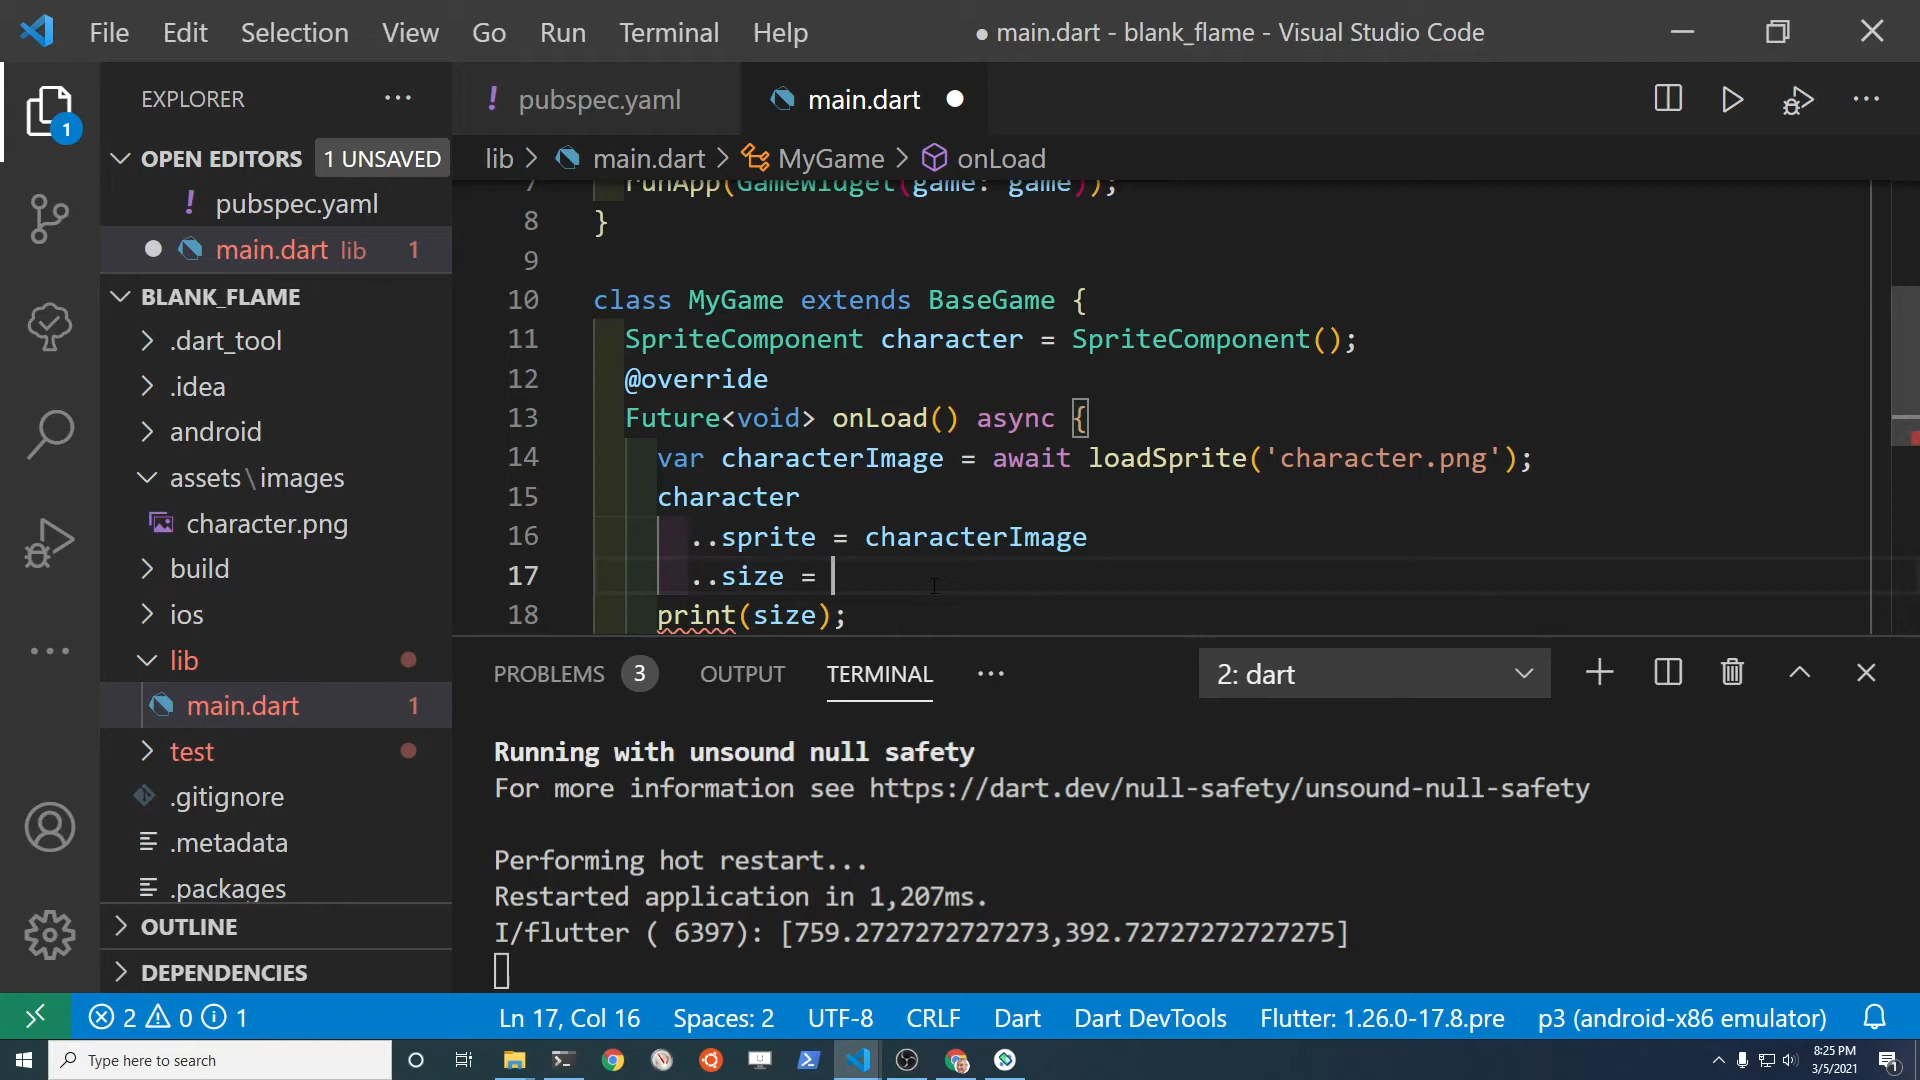 File Edit Selection View Go Run Terminal Help
● main.dart - blank_flame - Visual Studio Code
EXPLORER
1
OPEN EDITORS 1 UNSAVED
! pubspec.yaml
main.dart lib 1
BLANK_FLAME
.dart_tool
.idea
android
assets\images
character.png
build
ios
lib
main.dart 1
test
.gitignore
.metadata
.packages
OUTLINE
DEPENDENCIES
! pubspec.yaml
main.dart ●
lib > main.dart > MyGame > onLoad
7 runApp(GameWidget(game: game));
8 }
9
10 class MyGame extends BaseGame {
11 SpriteComponent character = SpriteComponent();
12 @override
13 Future<void> onLoad() async {
14 var characterImage = await loadSprite('character.png');
15 character
16 ..sprite = characterImage
17 ..size =
18 print(size);
PROBLEMS 3 OUTPUT TERMINAL ··· 2: dart
Running with unsound null safety
For more information see https://dart.dev/null-safety/unsound-null-safety
Performing hot restart...
Restarted application in 1,207ms.
I/flutter ( 6397): [759.2727272727273,392.72727272727275]
2 0 1 Ln 17, Col 16 Spaces: 2 UTF-8 CRLF Dart Dart DevTools Flutter: 1.26.0-17.8.pre p3 (android-x86 emulator)
Type here to search
8:25 PM
3/5/2021
1